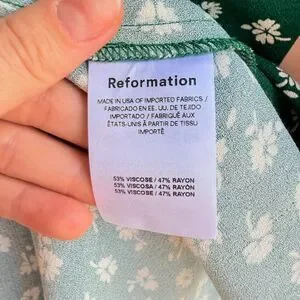 Reformation
MADE IN USA OF IMPORTED FABRICS /
FABRICADO EN EE. UU. DE TEJIDO
IMPORTADO / FABRIQUÉ AUX
ÉTATS-UNIS À PARTIR DE TISSU
IMPORTÉ
53% VISCOSE / 47% RAYON
53% VISCOSA / 47% RAYON
53% VISCOSE / 47% RAYON